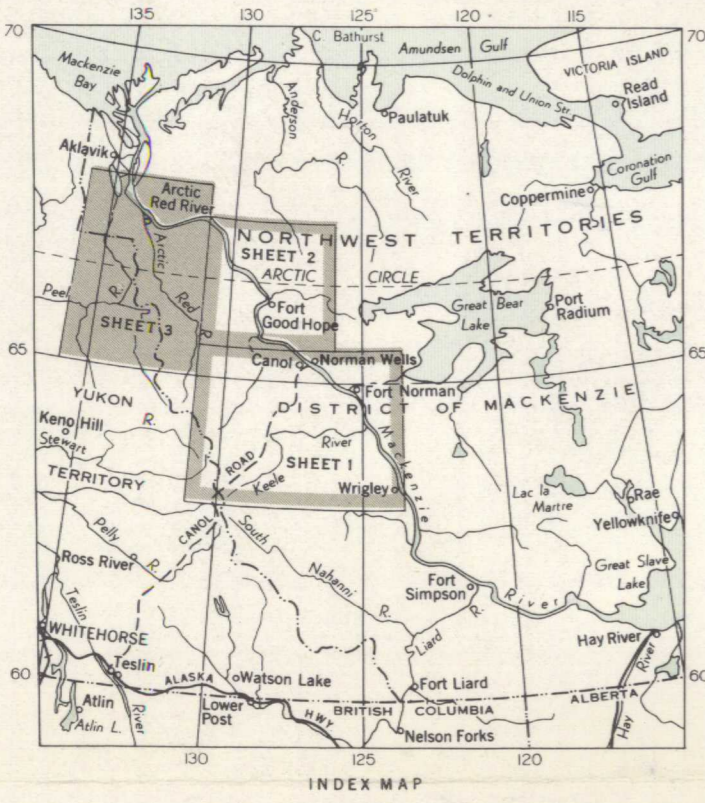 135 125 120 115
70 70
C. Bathurst
Amundsen Gulf
Mackenzie
Bay
VICTORIA ISLAND
Dolphin and Union Str.
Read
Island
Anderson
R.
Horton
River
Paulatuk
Aklavik
Coronation
Gulf
Arctic
Red River
Coppermine
NORTHWEST TERRITORIES
SHEET 2
ARCTIC CIRCLE
Arctic
Red
R.
Peel
R.
SHEET 3
Fort
Good Hope
Great Bear
Lake
Port
Radium
65 65
Canol
Norman Wells
Fort Norman
DISTRICT OF MACKENZIE
YUKON
R.
Keno Hill
Stewart
TERRITORY
River
Keele
SHEET 1
Mackenzie
Wrigley
CANOL
ROAD
Lac la
Martre
Rae
Yellowknife
Pelly
R.
South
Nahanni
R.
Ross River
Great Slave
Lake
Teslin
Fort
Simpson
River
Liard
R.
WHITEHORSE
Teslin
Hay River
River
60 60
ALASKA
HWY
Watson Lake
Fort Liard
ALBERTA
Atlin
Atlin L.
River
Lower
Post
BRITISH COLUMBIA
Nelson Forks
Hay
130 125 120
INDEX MAP